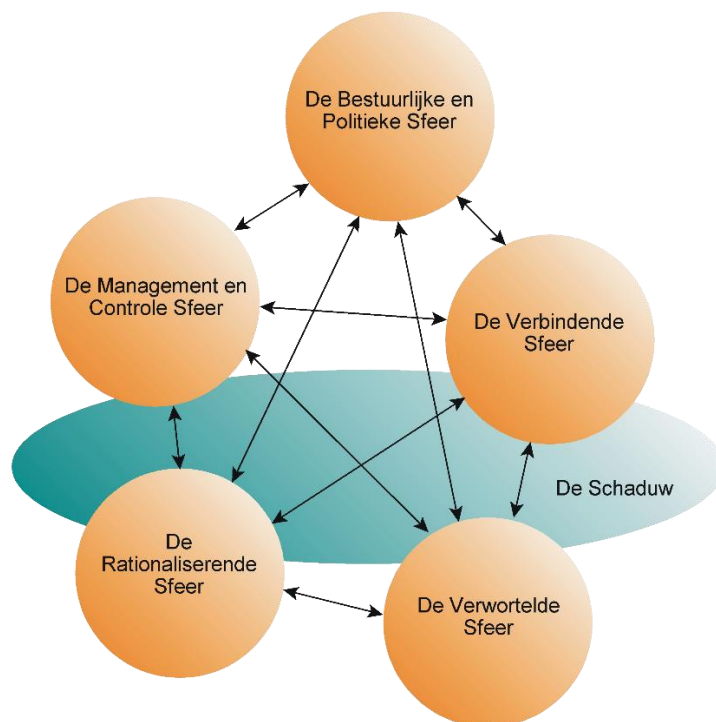 De Bestuurlijke en
Politieke Sfeer
De Management en
Controle Sfeer
De Verbindende
Sfeer
De Schaduw
De
Rationaliserende
Sfeer
De Verwortelde
Sfeer